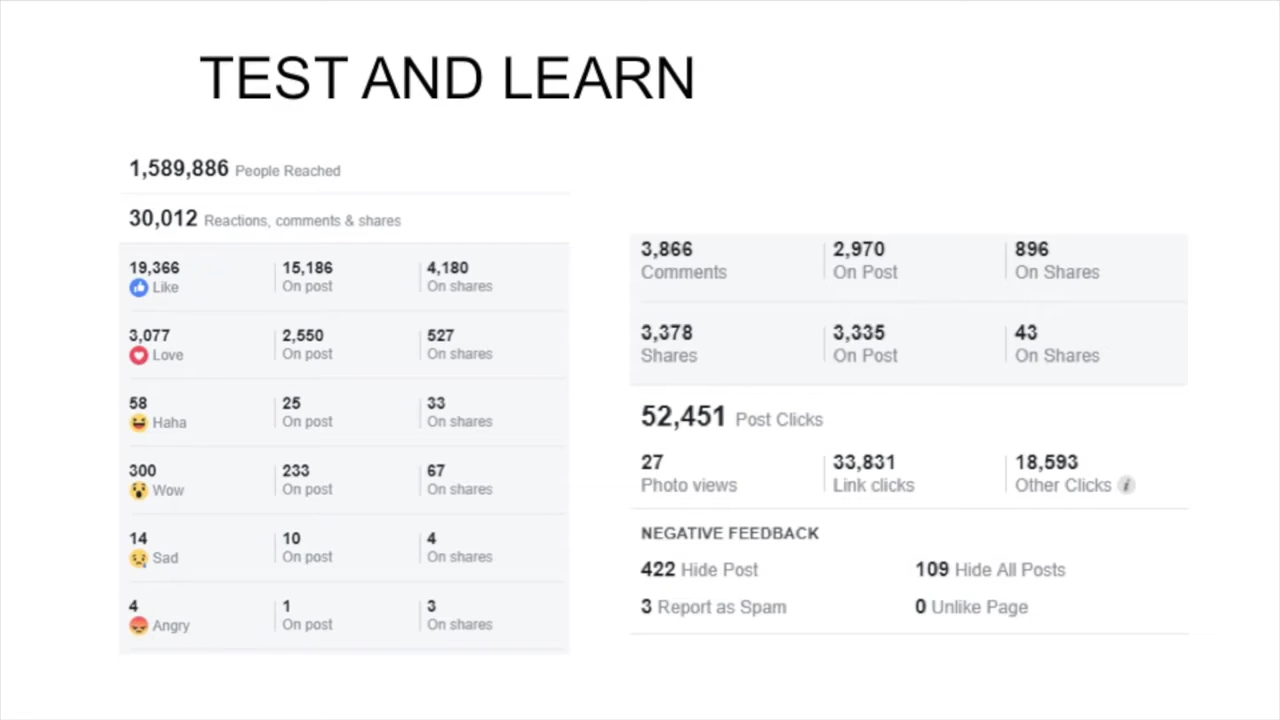 TEST AND LEARN
1,589,886 People Reached
30,012 Reactions, comments & shares
19,366 15,186 4,180
Like On post On shares
3,077 2,550 527
Love On post On shares
58 25 33
Haha On post On shares
300 233 67
Wow On post On shares
14 10 4
Sad On post On shares
4 1 3
Angry On post On shares
3,866 2,970 896
Comments On Post On Shares
3,378 3,335 43
Shares On Post On Shares
52,451 Post Clicks
27 33,831 18,593
Photo views Link clicks Other Clicks i
NEGATIVE FEEDBACK
422 Hide Post 109 Hide All Posts
3 Report as Spam 0 Unlike Page